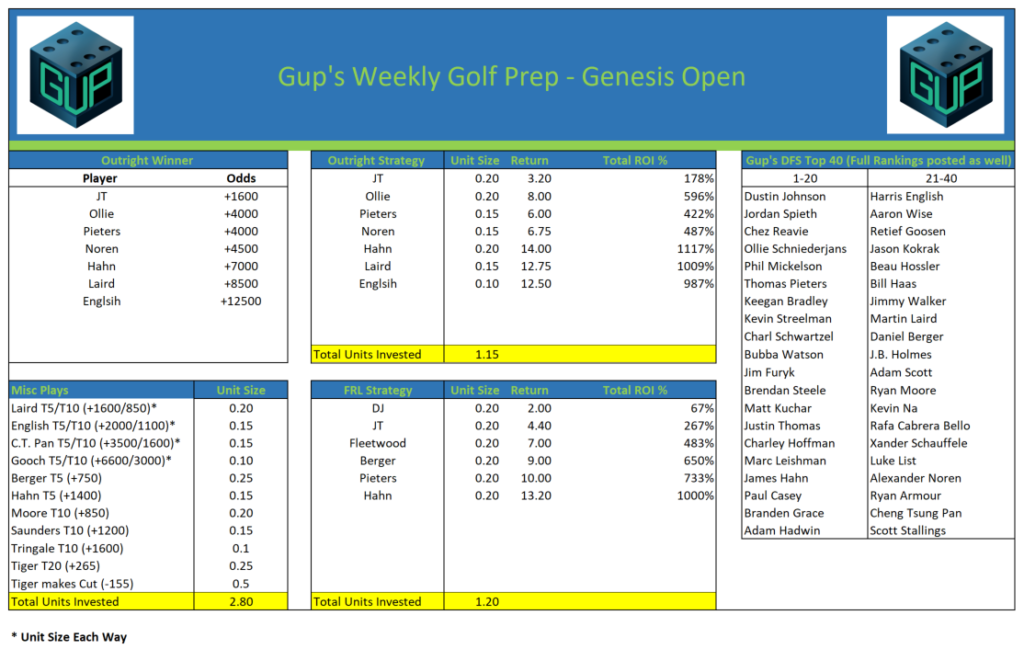 GUP
GUP
Gup's Weekly Golf Prep - Genesis Open
Outright Winner
Player Odds
JT +1600
Ollie +4000
Pieters +4000
Noren +4500
Hahn +7000
Laird +8500
Englsih +12500
Outright Strategy Unit Size Return Total ROI %
JT 0.20 3.20 178%
Ollie 0.20 8.00 596%
Pieters 0.15 6.00 422%
Noren 0.15 6.75 487%
Hahn 0.20 14.00 1117%
Laird 0.15 12.75 1009%
Englsih 0.10 12.50 987%
Total Units Invested 1.15
Misc Plays Unit Size
Laird T5/T10 (+1600/850)* 0.20
English T5/T10 (+2000/1100)* 0.15
C.T. Pan T5/T10 (+3500/1600)* 0.15
Gooch T5/T10 (+6600/3000)* 0.10
Berger T5 (+750) 0.25
Hahn T5 (+1400) 0.15
Moore T10 (+850) 0.20
Saunders T10 (+1200) 0.15
Tringale T10 (+1600) 0.1
Tiger T20 (+265) 0.25
Tiger makes Cut (-155) 0.5
Total Units Invested 2.80
FRL Strategy Unit Size Return Total ROI %
DJ 0.20 2.00 67%
JT 0.20 4.40 267%
Fleetwood 0.20 7.00 483%
Berger 0.20 9.00 650%
Pieters 0.20 10.00 733%
Hahn 0.20 13.20 1000%
Total Units Invested 1.20
Gup's DFS Top 40 (Full Rankings posted as well)
1-20 21-40
Dustin Johnson Harris English
Jordan Spieth Aaron Wise
Chez Reavie Retief Goosen
Ollie Schniederjans Jason Kokrak
Phil Mickelson Beau Hossler
Thomas Pieters Bill Haas
Keegan Bradley Jimmy Walker
Kevin Streelman Martin Laird
Charl Schwartzel Daniel Berger
Bubba Watson J.B. Holmes
Jim Furyk Adam Scott
Brendan Steele Ryan Moore
Matt Kuchar Kevin Na
Justin Thomas Rafa Cabrera Bello
Charley Hoffman Xander Schauffele
Marc Leishman Luke List
James Hahn Alexander Noren
Paul Casey Ryan Armour
Branden Grace Cheng Tsung Pan
Adam Hadwin Scott Stallings
* Unit Size Each Way